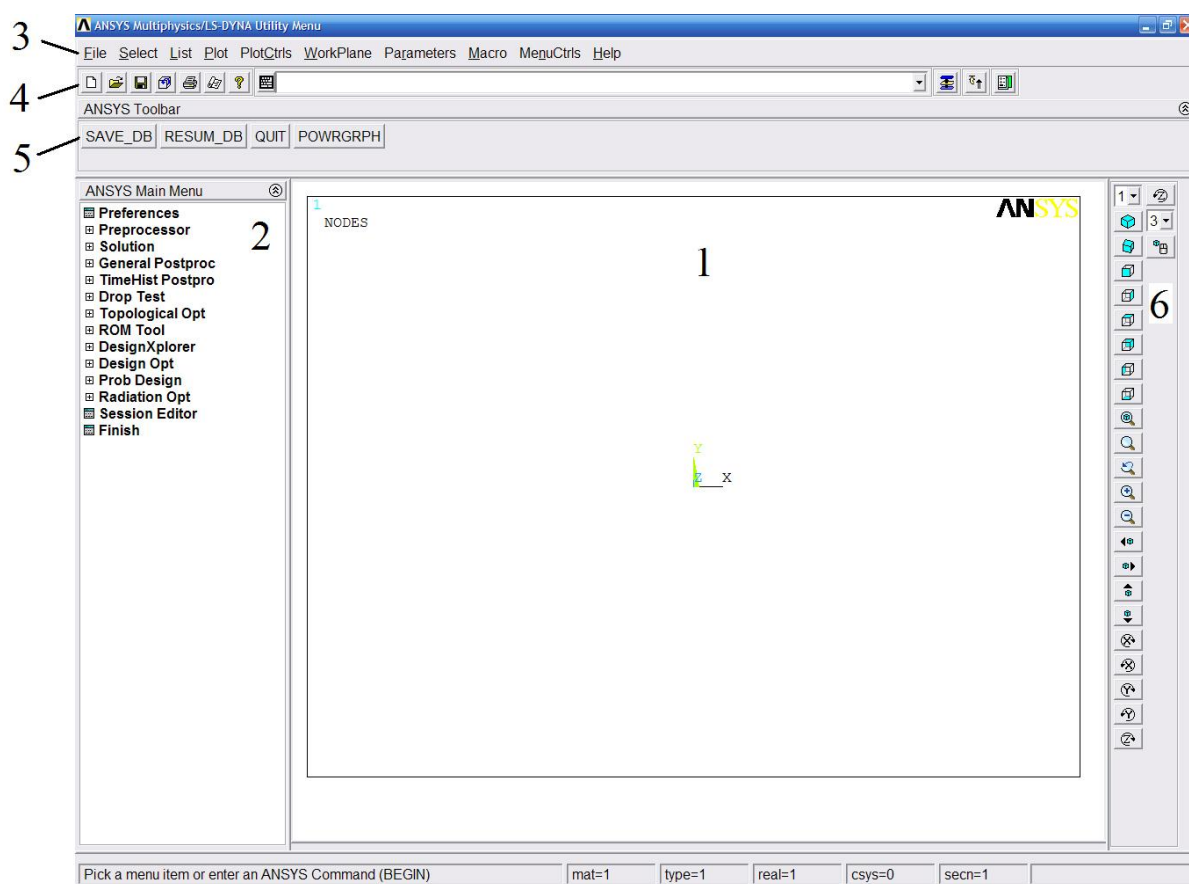 ANSYS Multiphysics/LS-DYNA Utility Menu
3
File Select List Plot PlotCtrls WorkPlane Parameters Macro MenuCtrls Help
4
ANSYS Toolbar
5
SAVE_DB RESUM_DB QUIT POWRGRPH
ANSYS Main Menu
Preferences
Preprocessor
Solution
General Postproc
TimeHist Postpro
Drop Test
Topological Opt
ROM Tool
DesignXplorer
Design Opt
Prob Design
Radiation Opt
Session Editor
Finish
2
1
NODES
ANSYS
1
Y
Z X
1
3
6
Pick a menu item or enter an ANSYS Command (BEGIN) mat=1 type=1 real=1 csys=0 secn=1